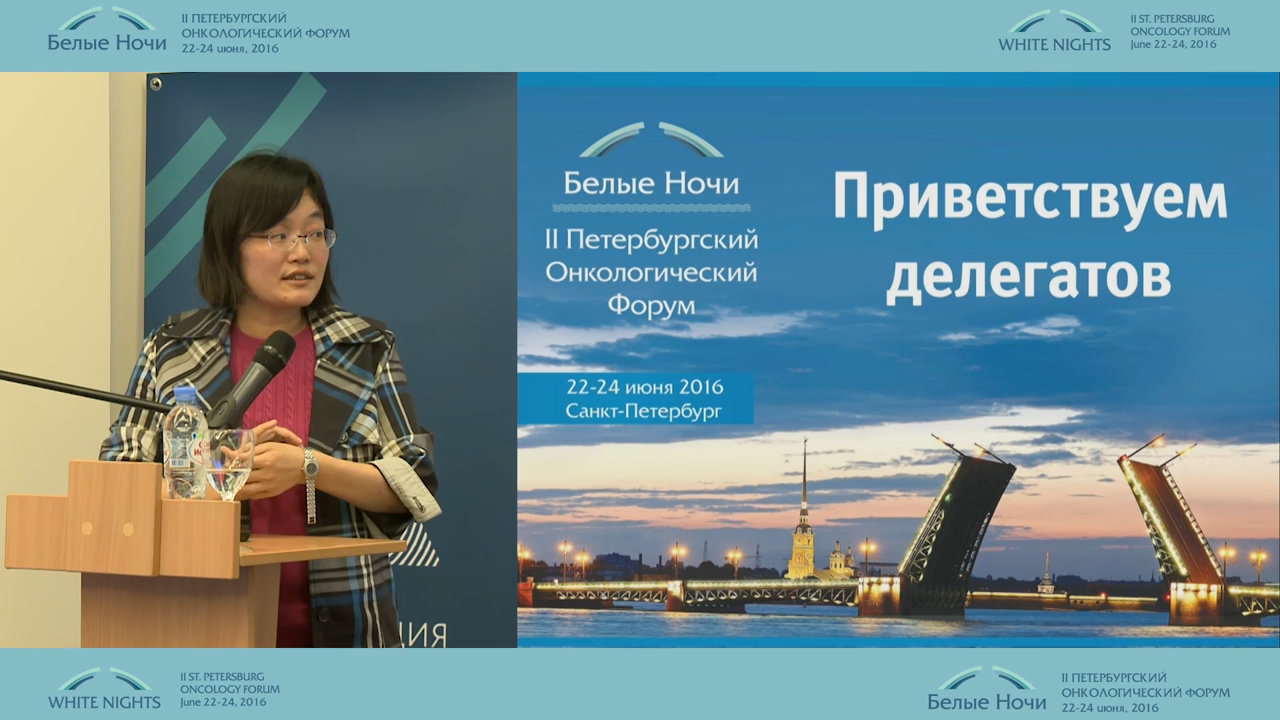 Белые Ночи
II ПЕТЕРБУРГСКИЙ
ОНКОЛОГИЧЕСКИЙ ФОРУМ
22-24 июня, 2016
WHITE NIGHTS
II ST. PETERSBURG
ONCOLOGY FORUM
June 22-24, 2016
Белые Ночи
II Петербургский
Онкологический
Форум
22-24 июня 2016
Санкт-Петербург
Приветствуем
делегатов
ЦИЯ
WHITE NIGHTS
II ST. PETERSBURG
ONCOLOGY FORUM
June 22-24, 2016
Белые Ночи
II ПЕТЕРБУРГСКИЙ
ОНКОЛОГИЧЕСКИЙ ФОРУМ
22-24 июня, 2016